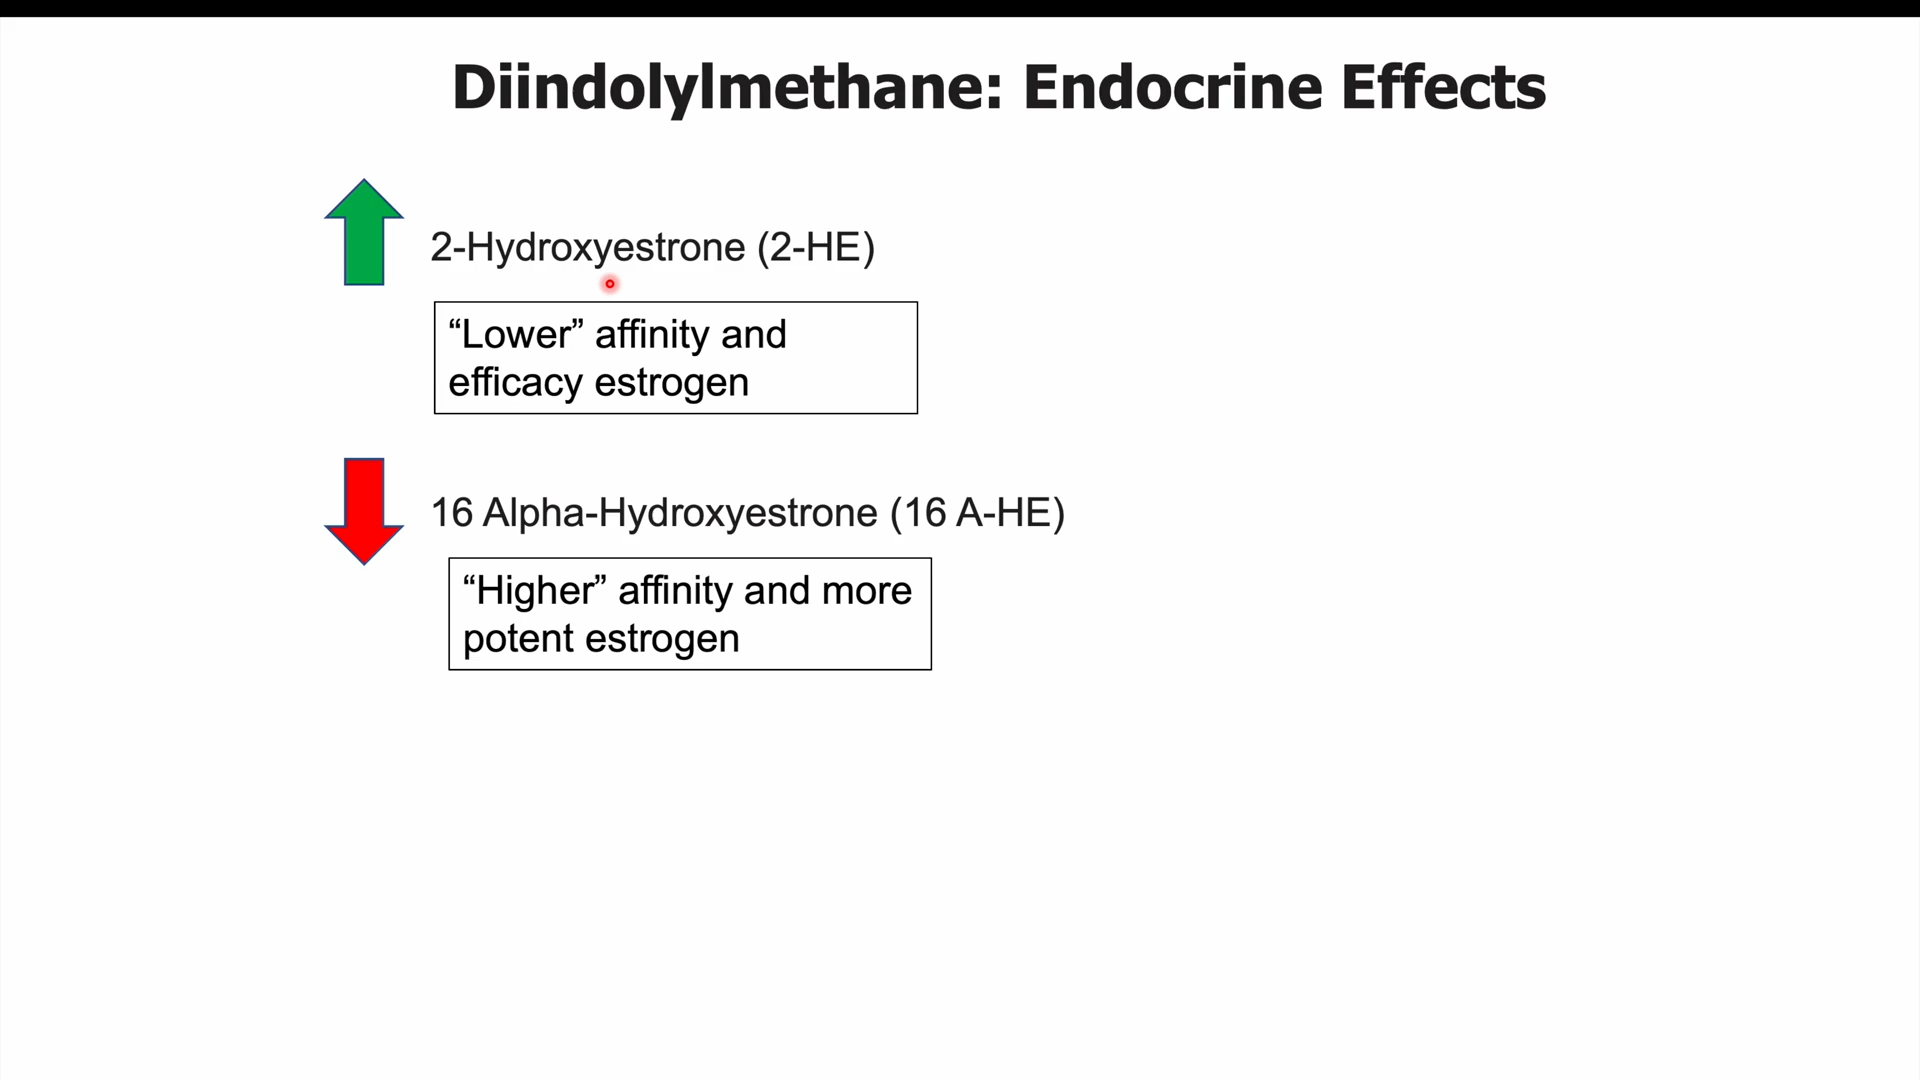 Diindolylmethane: Endocrine Effects
2-Hydroxyestrone (2-HE)
“Lower” affinity and
efficacy estrogen
16 Alpha-Hydroxyestrone (16 A-HE)
“Higher” affinity and more
potent estrogen